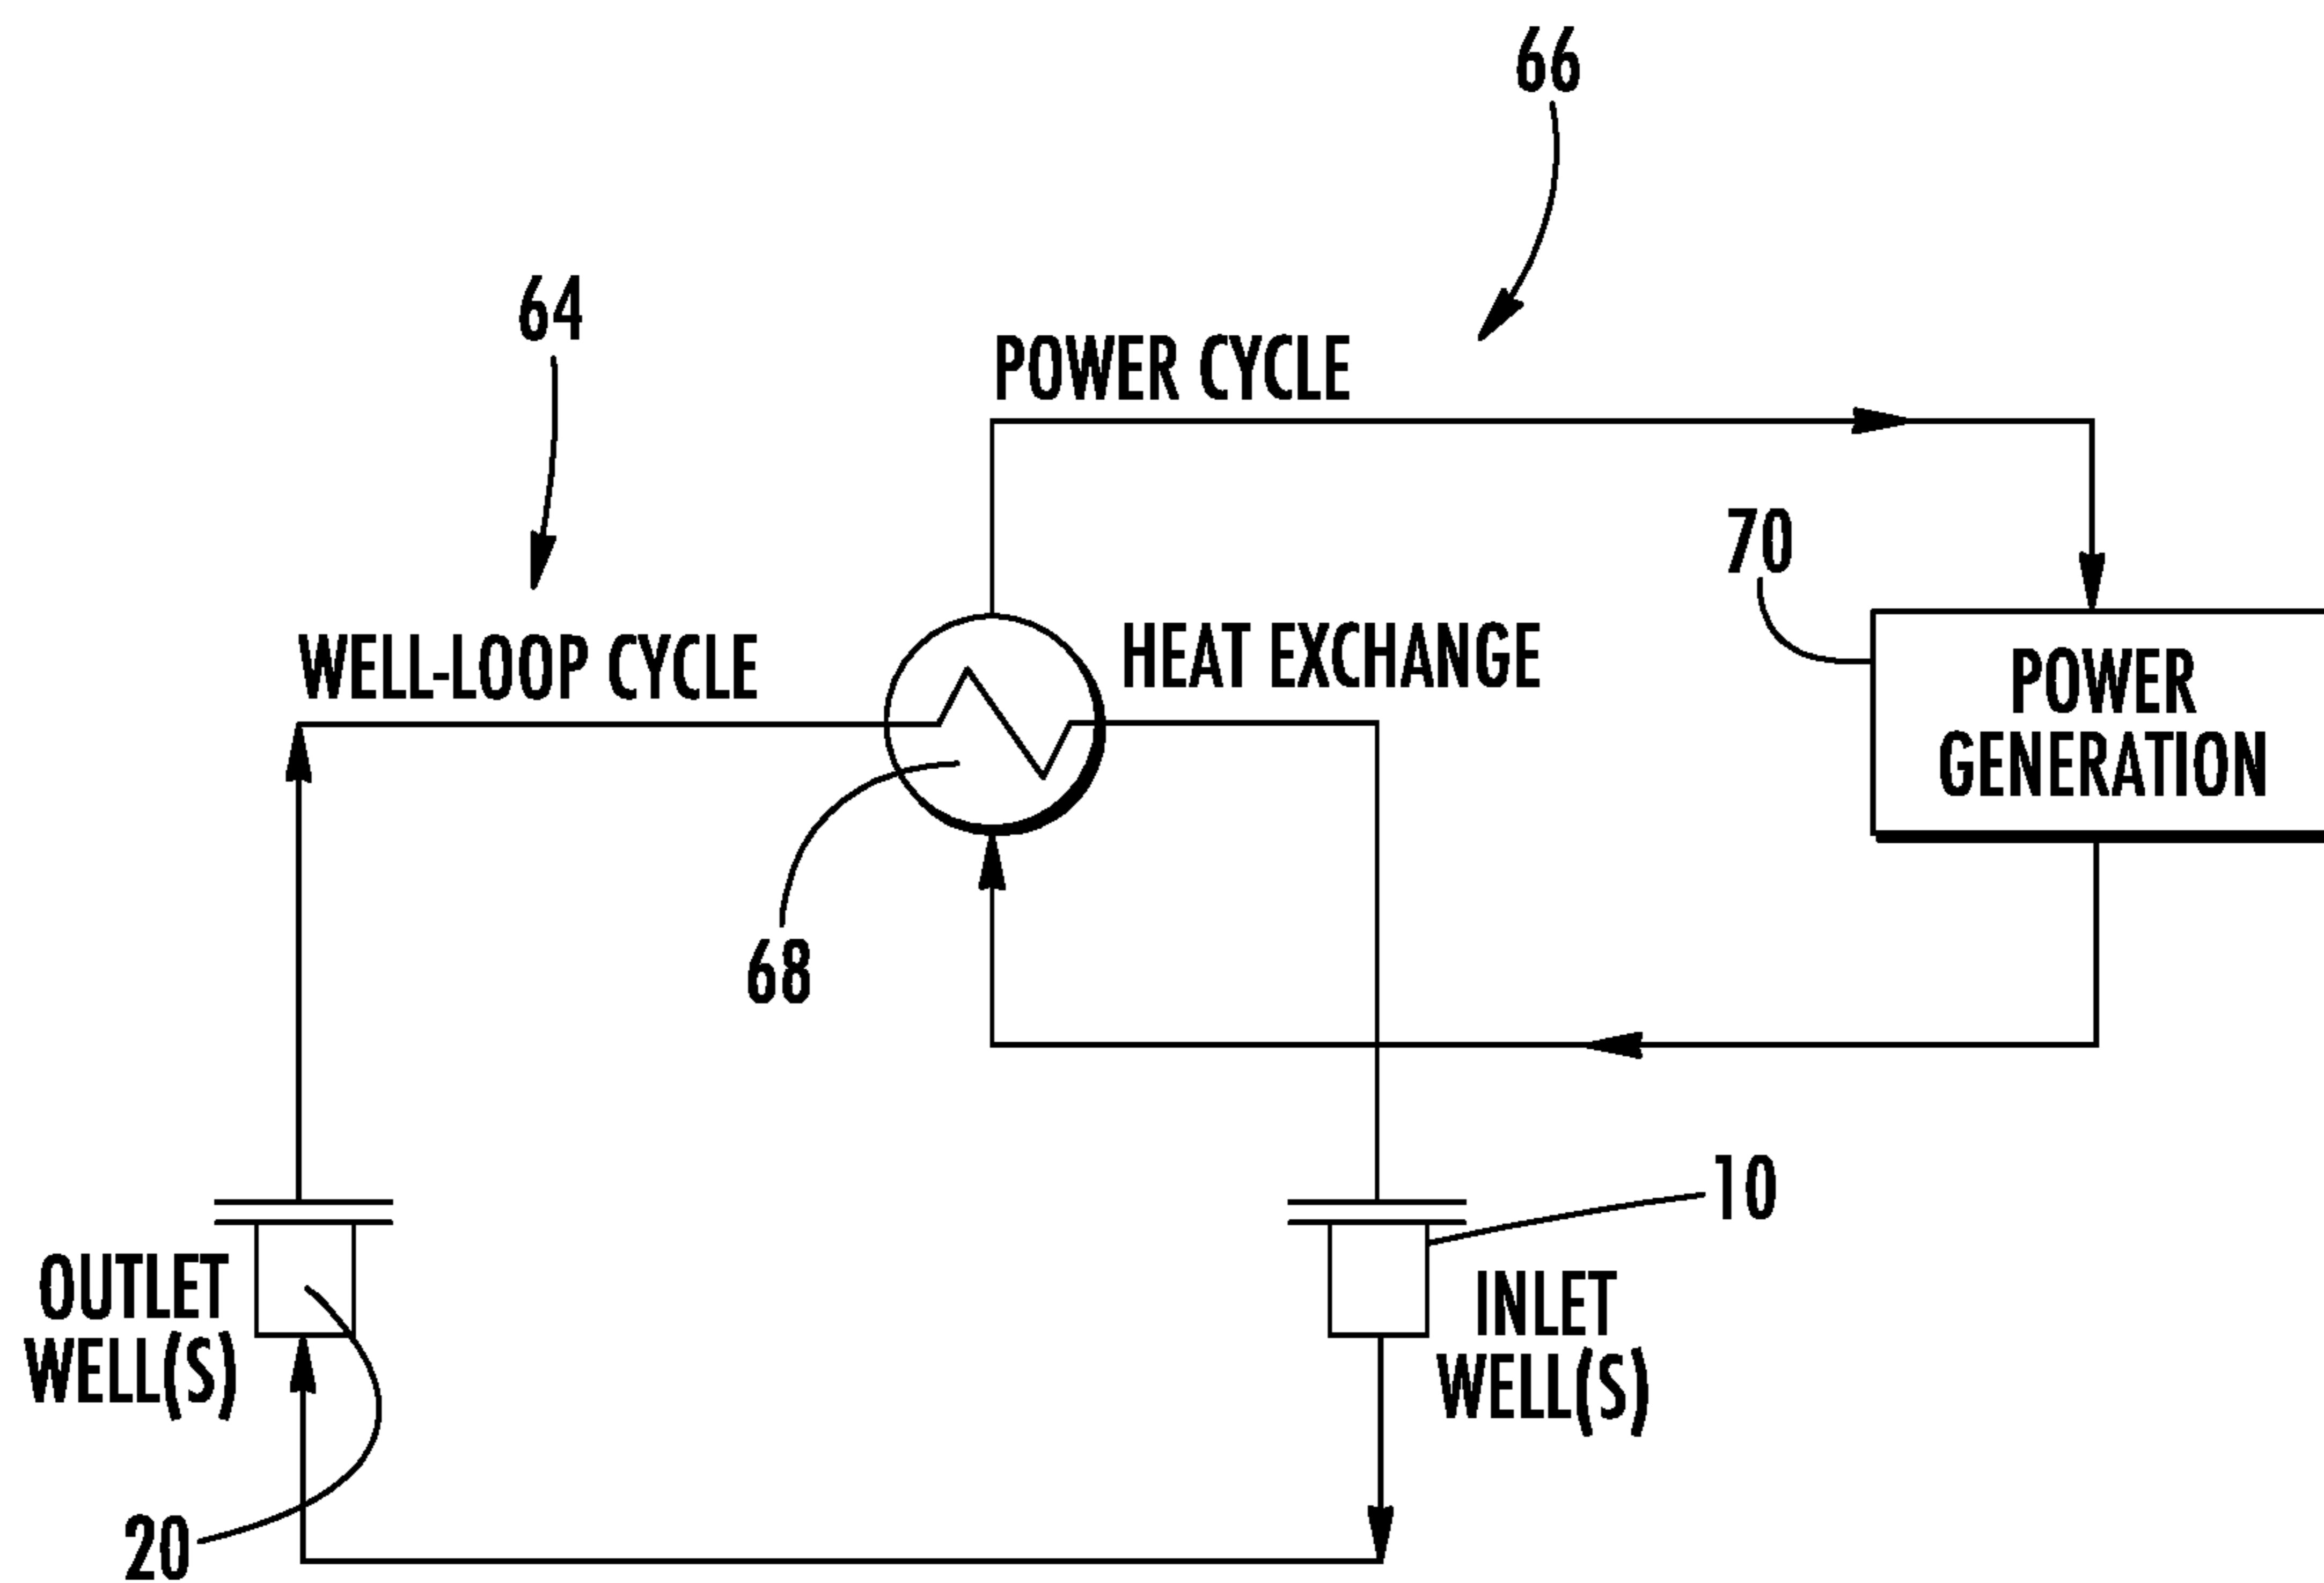 66
64
POWER CYCLE
70
WELL-LOOP CYCLE
HEAT EXCHANGE
POWER
GENERATION
68
10
OUTLET
WELL(S)
INLET
WELL(S)
20